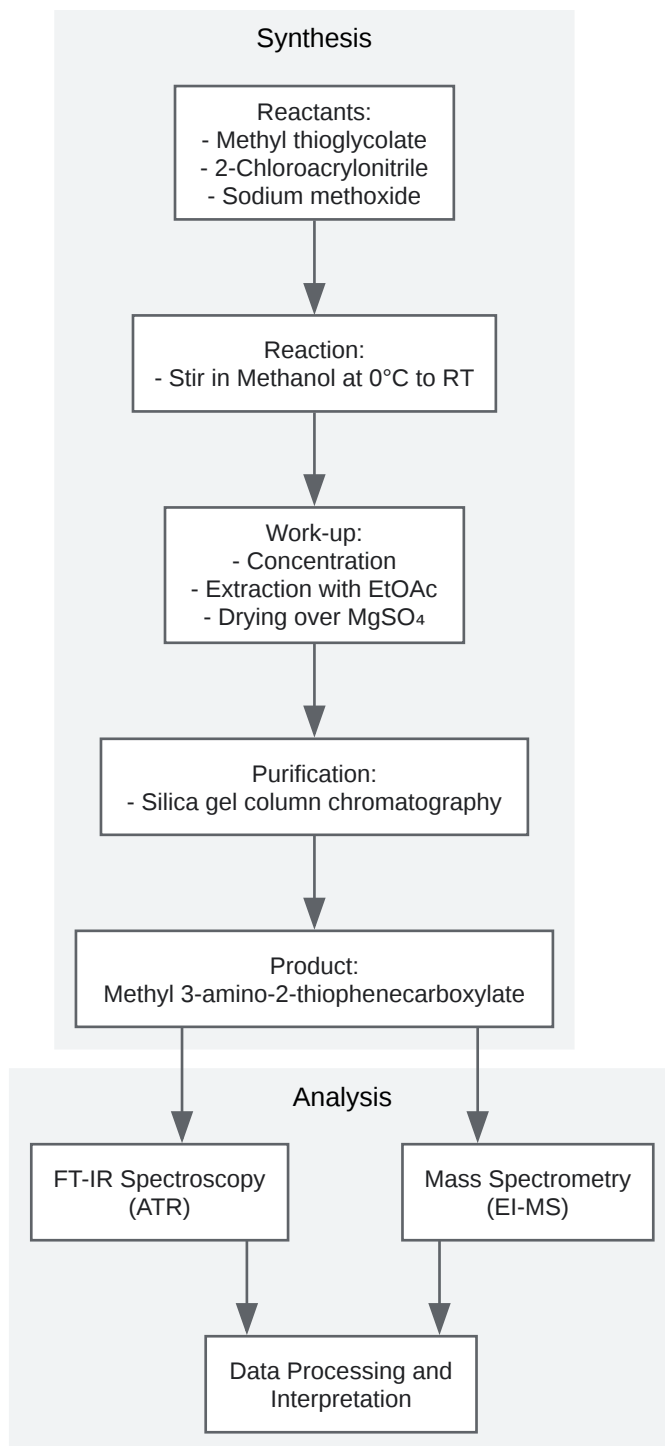 Synthesis
Reactants:
- Methyl thioglycolate
- 2-Chloroacrylonitrile
- Sodium methoxide
Reaction:
- Stir in Methanol at 0°C to RT
Work-up:
- Concentration
- Extraction with EtOAc
- Drying over MgSO₄
Purification:
- Silica gel column chromatography
Product:
Methyl 3-amino-2-thiophenecarboxylate
Analysis
FT-IR Spectroscopy
(ATR)
Mass Spectrometry
(EI-MS)
Data Processing and
Interpretation